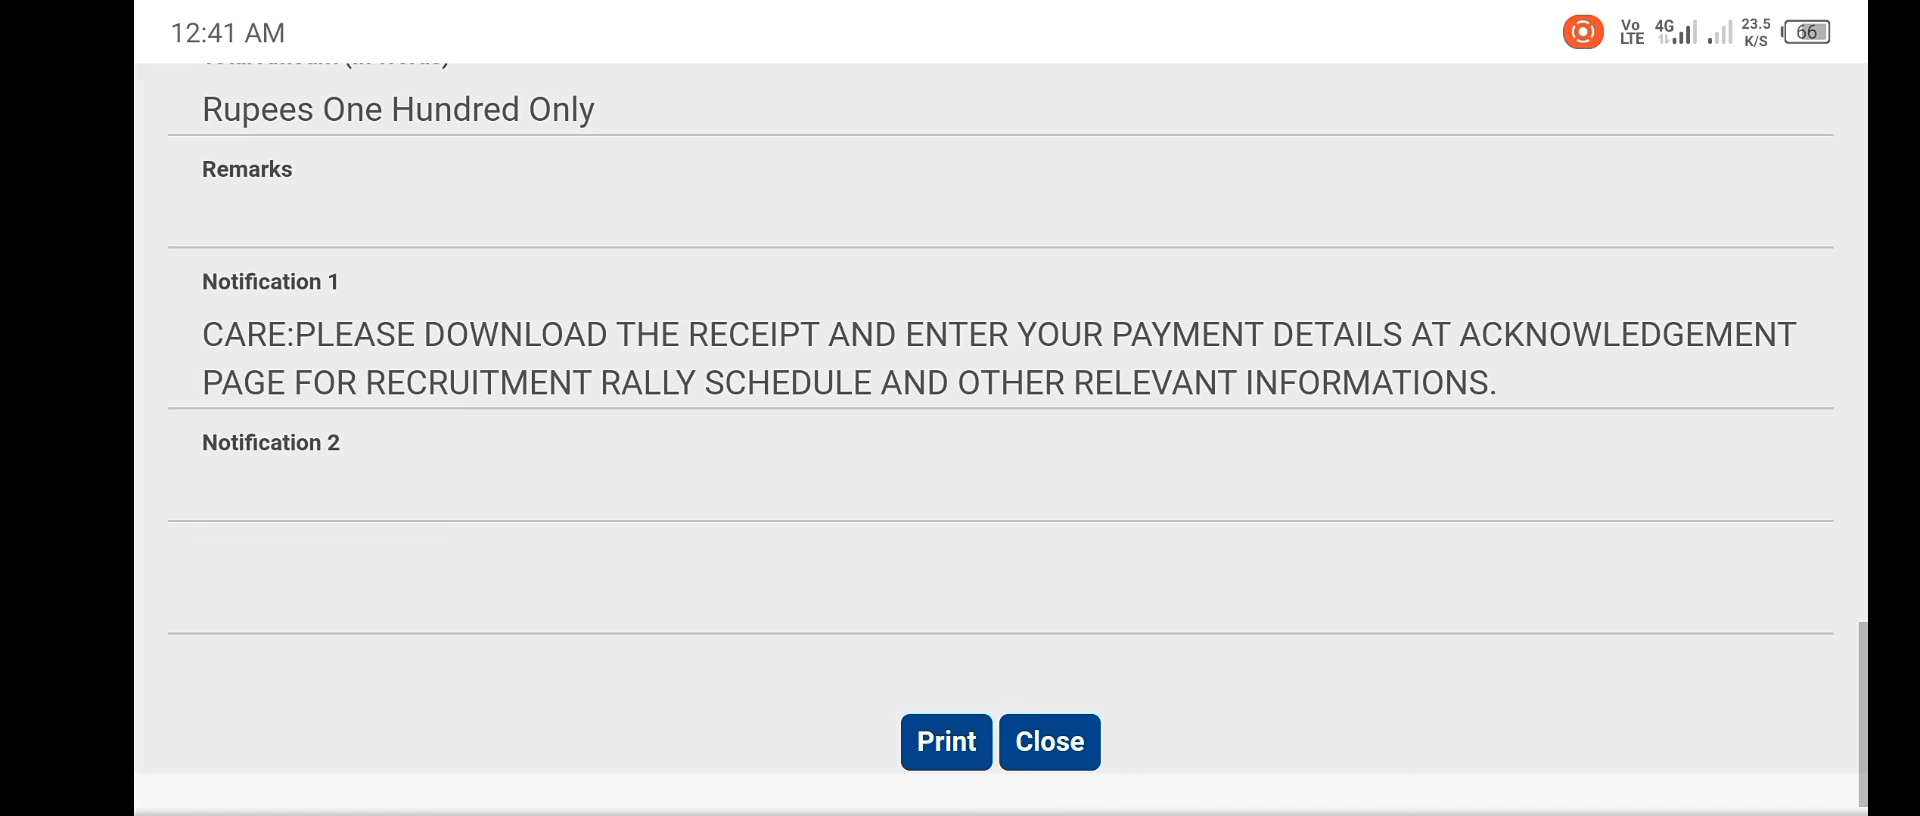 12:41 AM
Vo LTE 4G 23.5 K/S 66
Rupees One Hundred Only
Remarks
Notification 1
CARE:PLEASE DOWNLOAD THE RECEIPT AND ENTER YOUR PAYMENT DETAILS AT ACKNOWLEDGEMENT
PAGE FOR RECRUITMENT RALLY SCHEDULE AND OTHER RELEVANT INFORMATIONS.
Notification 2
Print Close